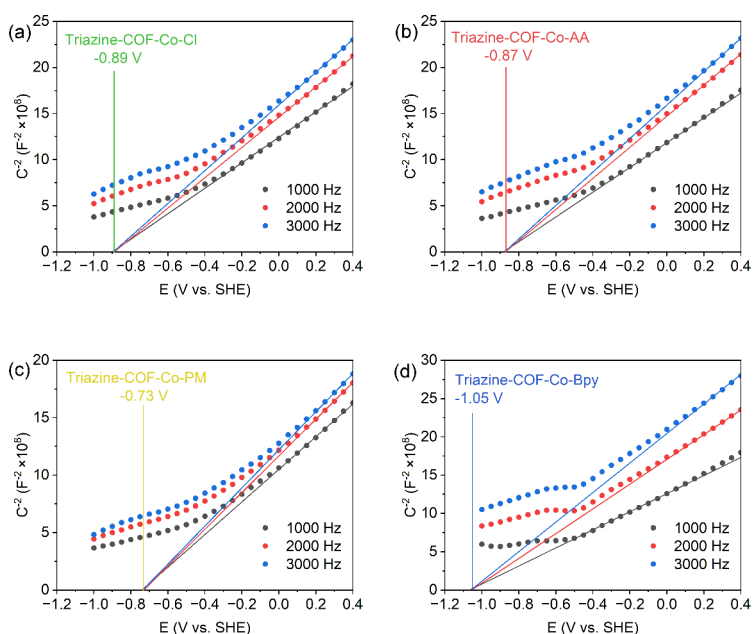 (a)
Triazine-COF-Co-Cl
-0.89 V
25
20
15
10
5
0
C⁻² (F⁻² ×10⁸)
1000 Hz
2000 Hz
3000 Hz
−1.2 −1.0 −0.8 −0.6 −0.4 −0.2 0.0 0.2 0.4
E (V vs. SHE)
(b)
Triazine-COF-Co-AA
-0.87 V
25
20
15
10
5
0
C⁻² (F⁻² ×10⁸)
1000 Hz
2000 Hz
3000 Hz
−1.2 −1.0 −0.8 −0.6 −0.4 −0.2 0.0 0.2 0.4
E (V vs. SHE)
(c)
Triazine-COF-Co-PM
-0.73 V
20
15
10
5
0
C⁻² (F⁻² ×10⁸)
1000 Hz
2000 Hz
3000 Hz
−1.2 −1.0 −0.8 −0.6 −0.4 −0.2 0.0 0.2 0.4
E (V vs. SHE)
(d)
Triazine-COF-Co-Bpy
-1.05 V
30
25
20
15
10
5
0
C⁻² (F⁻² ×10⁸)
1000 Hz
2000 Hz
3000 Hz
−1.2 −1.0 −0.8 −0.6 −0.4 −0.2 0.0 0.2 0.4
E (V vs. SHE)